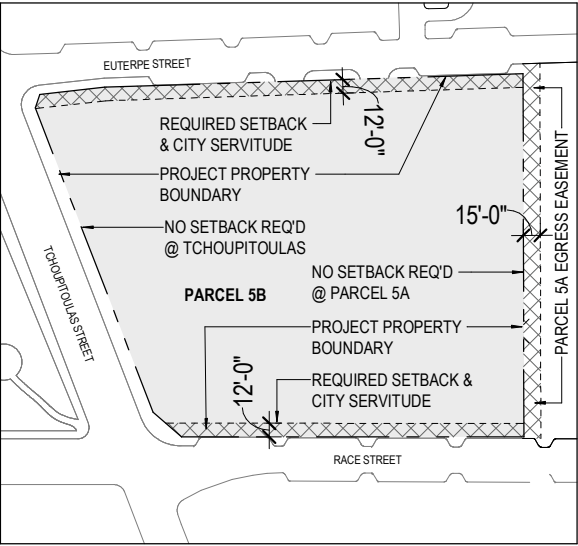 EUTERPE STREET
REQUIRED SETBACK
& CITY SERVITUDE
12'-0"
PROJECT PROPERTY
BOUNDARY
NO SETBACK REQ'D
@ TCHOUPITOULAS
15'-0"
TCHOUPITOULAS STREET
PARCEL 5B
NO SETBACK REQ'D
@ PARCEL 5A
PARCEL 5A EGRESS EASEMENT
PROJECT PROPERTY
BOUNDARY
12'-0"
REQUIRED SETBACK &
CITY SERVITUDE
RACE STREET